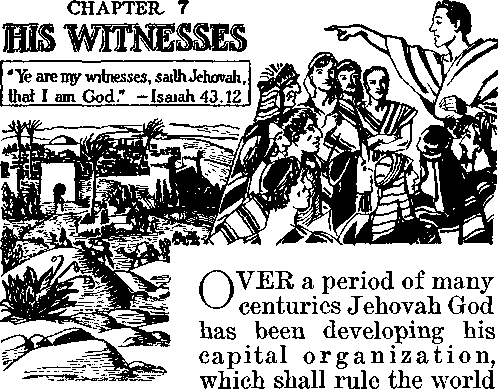 CHAPTER 7
HIS WITNESSES
"Ye are my witnesses, saith Jehovah,
that I am God." —Isaiah 43.12
OVER a period of many
centuries Jehovah God
has been developing his
capital organization,
which shall rule the world